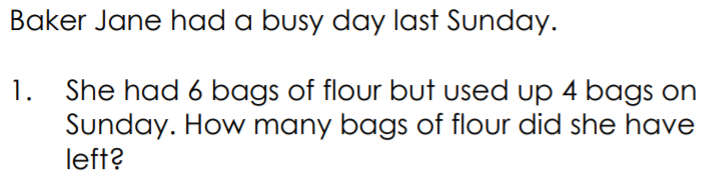 Baker Jane had a busy day last Sunday.
1. She had 6 bags of flour but used up 4 bags on
Sunday. How many bags of flour did she have
left?